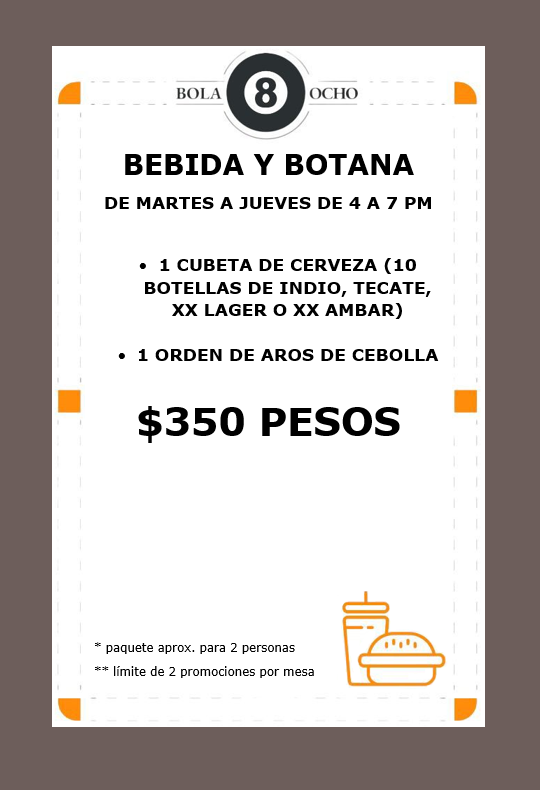 BOLA 8 OCHO
BEBIDA Y BOTANA
DE MARTES A JUEVES DE 4 A 7 PM
• 1 CUBETA DE CERVEZA (10
BOTELLAS DE INDIO, TECATE,
XX LAGER O XX AMBAR)
• 1 ORDEN DE AROS DE CEBOLLA
$350 PESOS
* paquete aprox. para 2 personas
** límite de 2 promociones por mesa